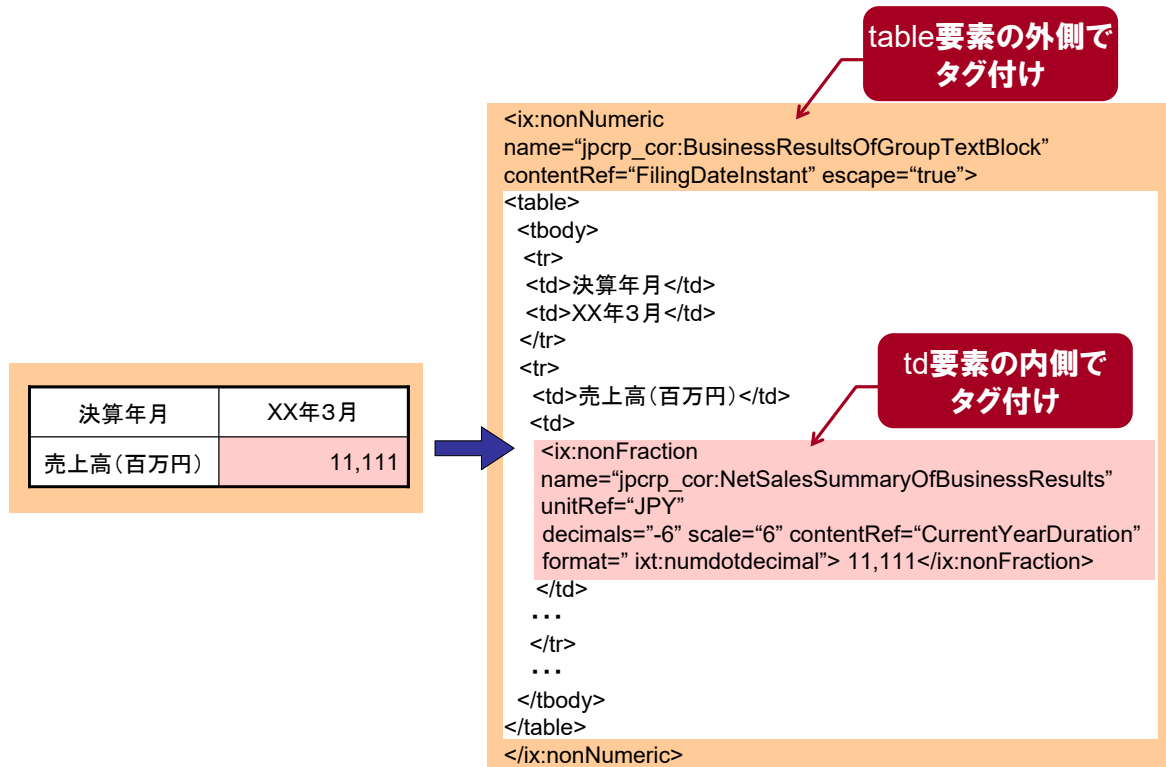 table要素の外側で
タグ付け
<ix:nonNumeric
name=“jpcrp_cor:BusinessResultsOfGroupTextBlock”
contentRef=“FilingDateInstant” escape=“true”>
<table>
<tbody>
<tr>
<td>決算年月</td>
<td>XX年3月</td>
</tr>
<tr>
<td>売上高(百万円)</td>
<td>
td要素の内側で
タグ付け
<ix:nonFraction
name=“jpcrp_cor:NetSalesSummaryOfBusinessResults”
unitRef=“JPY”
decimals=”-6” scale=“6” contentRef=“CurrentYearDuration”
format=” ixt:numdotdecimal”> 11,111</ix:nonFraction>
</td>
・・・
</tr>
・・・
</tbody>
</table>
</ix:nonNumeric>
決算年月 XX年3月
売上高(百万円) 11,111